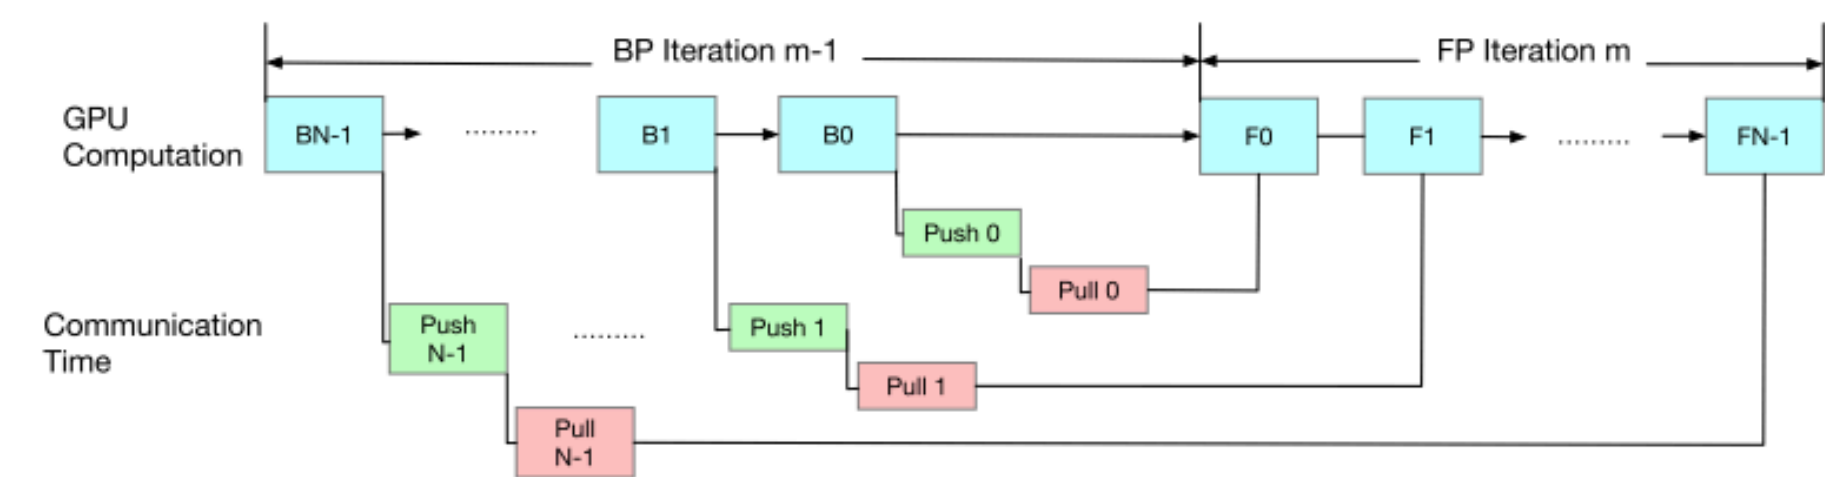 BP Iteration m-1
FP Iteration m
GPU
Computation
BN-1
.........
B1
B0
F0
F1
.........
FN-1
Push 0
Pull 0
Communication
Time
Push
N-1
.........
Push 1
Pull 1
Pull
N-1